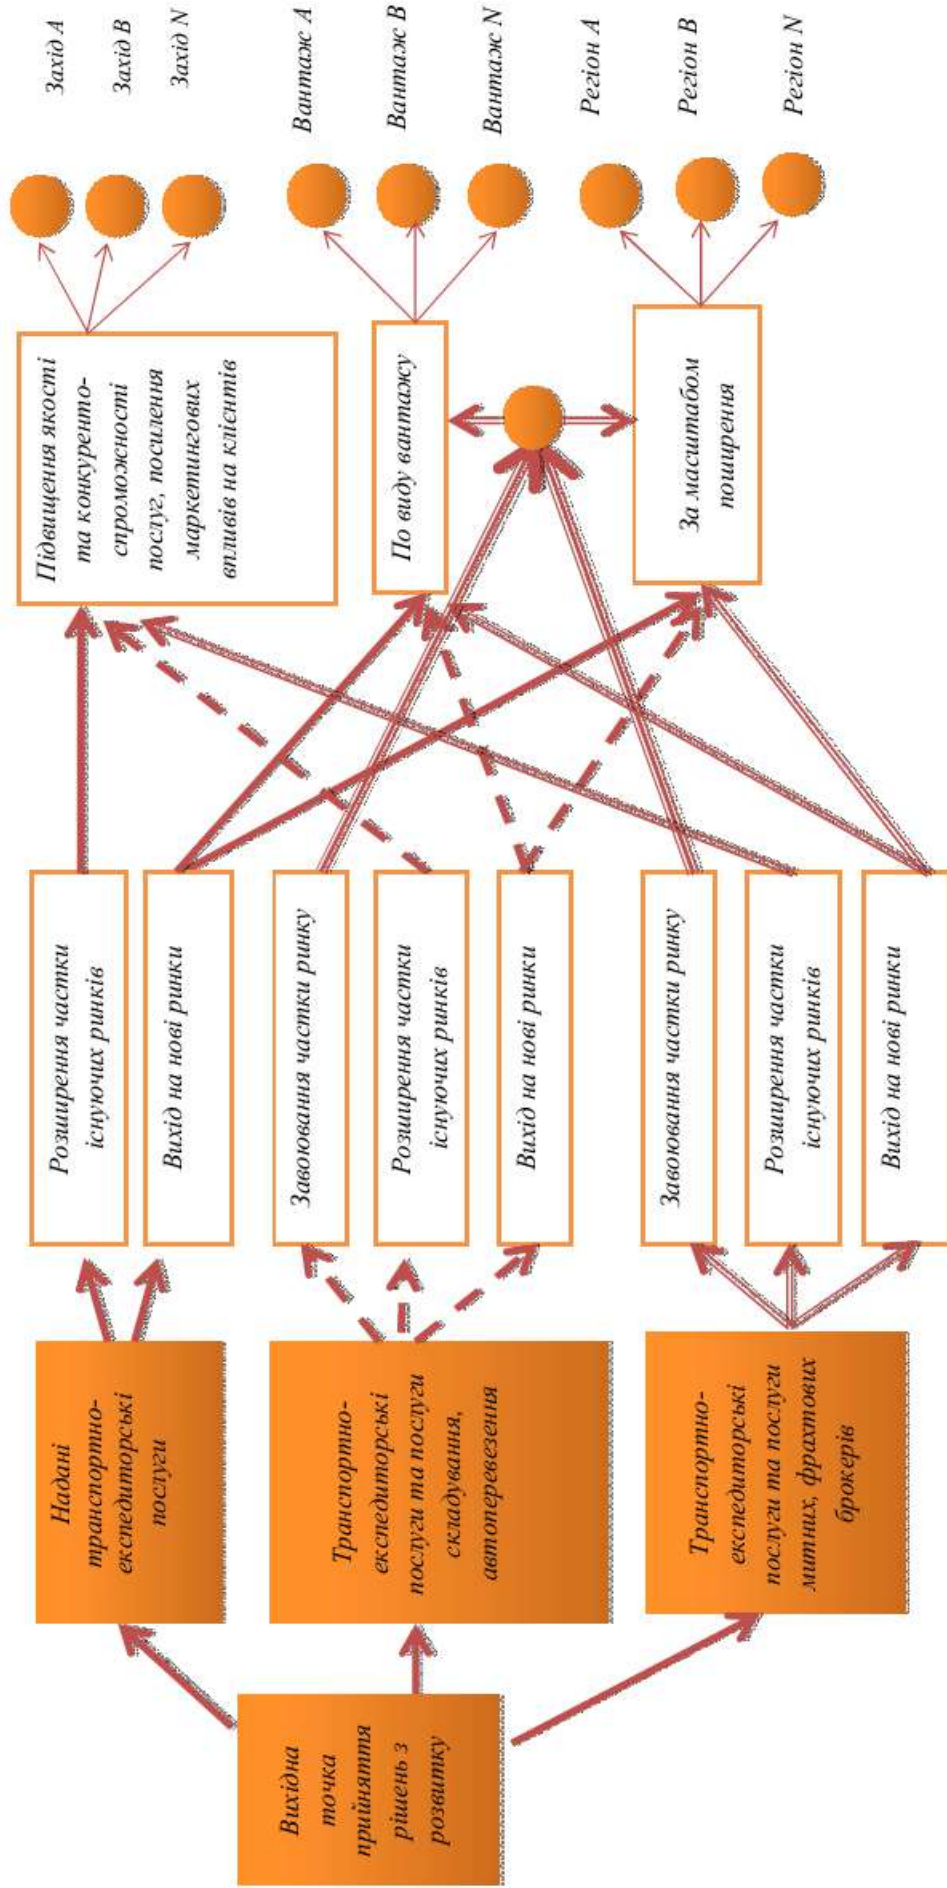 Вихідна
точка
прийняття
рішень з
розвитку
Надані
транспортно-
експедиторські
послуги
Транспортно-
експедиторські
послуги та послуги
складування,
автоперевезення
Транспортно-
експедиторські
послуги та послуги
митних, фрахтових
брокерів
Розширення частки
існуючих ринків
Вихід на нові ринки
Завоювання частки ринку
Розширення частки
існуючих ринків
Вихід на нові ринки
Завоювання частки ринку
Розширення частки
існуючих ринків
Вихід на нові ринки
Підвищення якості
та конкуренто-
спроможності
послуг, посилення
маркетингових
впливів на клієнтів
По виду вантажу
За масштабом
поширення
Захід А
Захід В
Захід N
Вантаж А
Вантаж В
Вантаж N
Регіон А
Регіон В
Регіон N